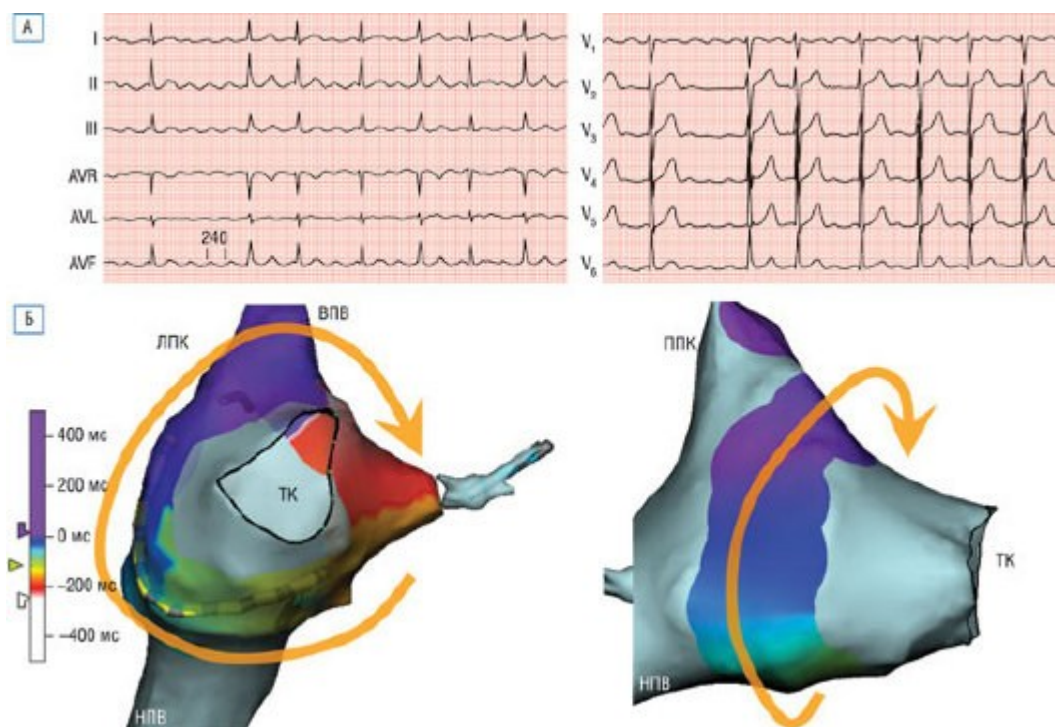 А
I
II
III
AVR
AVL
AVF
240
V1
V2
V3
V4
V5
V6
Б
ЛПК
ВПВ
ТК
НПВ
400 мс
200 мс
0 мс
–200 мс
–400 мс
ППК
ТК
НПВ